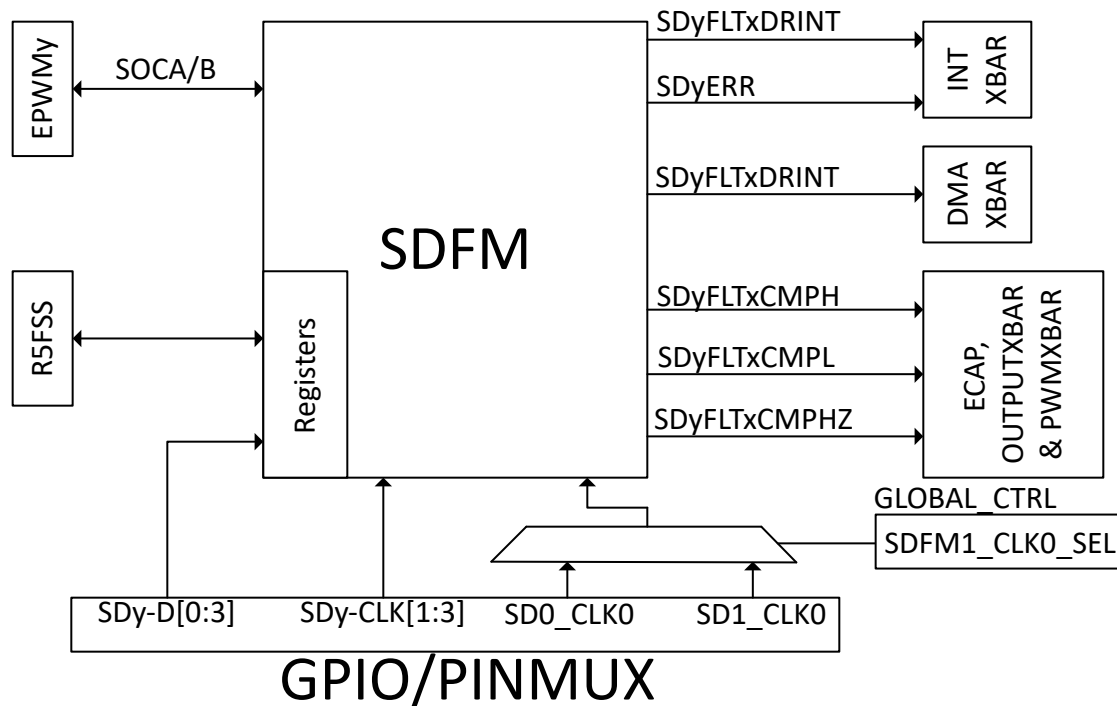 EPWMy
SOCA/B
R5FSS
SDFM
Registers
SDyFLTxDRINT
SDyERR
INT
XBAR
SDyFLTxDRINT
DMA
XBAR
SDyFLTxCMPH
SDyFLTxCMPL
SDyFLTxCMPHZ
ECAP,
OUTPUTXBAR
& PWMXBAR
GLOBAL_CTRL
SDFM1_CLK0_SEL
SDy-D[0:3]
SDy-CLK[1:3]
SD0_CLK0
SD1_CLK0
GPIO/PINMUX